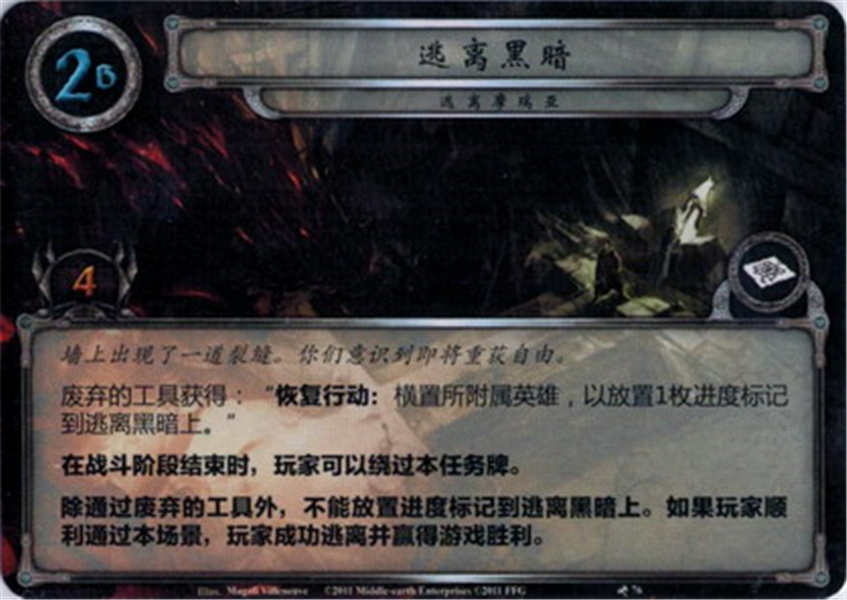 2B
逃离黑暗
逃离摩瑞亚
4
墙上出现了一道裂缝。你们意识到即将重获自由。
废弃的工具获得：“恢复行动：横置所附属英雄，以放置1枚进度标记
到逃离黑暗上。”
在战斗阶段结束时，玩家可以绕过本任务牌。
除通过废弃的工具外，不能放置进度标记到逃离黑暗上。如果玩家顺
利通过本场景，玩家成功逃离并赢得游戏胜利。
Illus. Magali Villeneuve ©2011 Middle-earth Enterprises ©2011 FFG 76